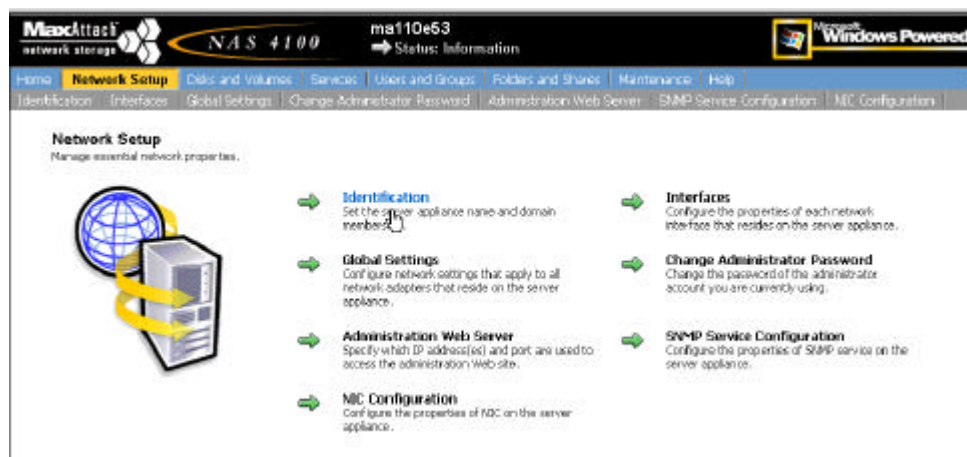 MaxAttach
network storage
NAS 4100
ma110e53
Status: Information
Microsoft
Windows Powered
Home Network Setup Disks and Volumes Services Users and Groups Folders and Shares Maintenance Help
Identification Interfaces Global Settings Change Administrator Password Administration Web Server SNMP Service Configuration NIC Configuration
Network Setup
Manage essential network properties.
Identification
Set the server appliance name and domain
Interfaces
Configure the properties of each network
interface that resides on the server appliance.
Global Settings
Configure network settings that apply to all
network adapters that reside on the server
appliance.
Change Administrator Password
Change the password of the administrator
account you are currently using.
Administration Web Server
Specify which IP address(es) and port are used to
access the administration Web site.
SNMP Service Configuration
Configure the properties of SNMP service on the
server appliance.
NIC Configuration
Configure the properties of NIC on the server
appliance.